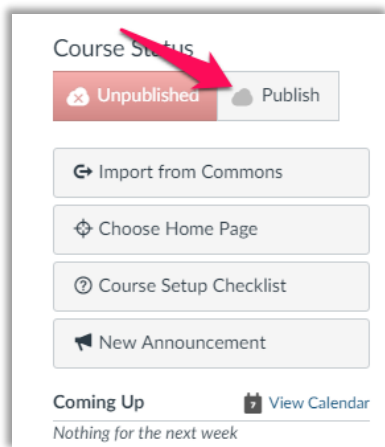 Course Status
Unpublished Publish
Import from Commons
Choose Home Page
Course Setup Checklist
New Announcement
Coming Up 7 View Calendar
Nothing for the next week